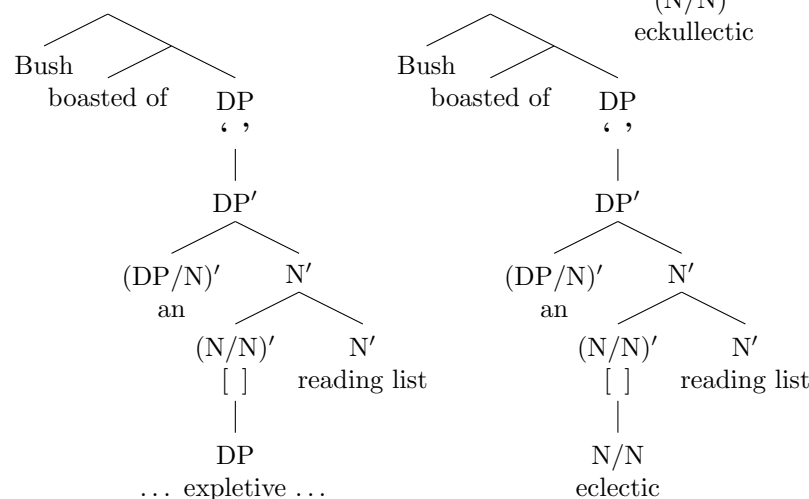 (N/N)
eckullectic
Bush Bush
boasted of DP boasted of DP
‘ ’ ‘ ’
DP′ DP′
(DP/N)′ N′ (DP/N)′ N′
an an
(N/N)′ N′ (N/N)′ N′
[ ] reading list [ ] reading list
DP N/N
… expletive … eclectic